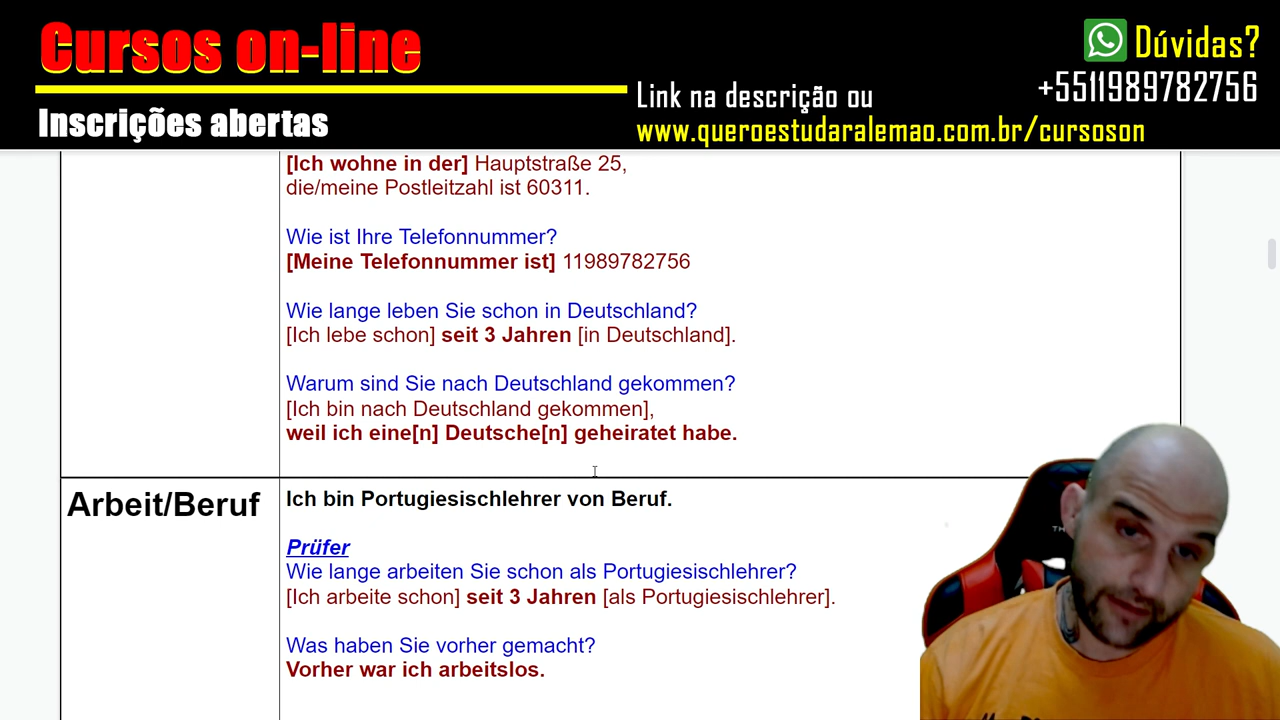 Cursos on-line
Dúvidas?
+5511989782756
Inscrições abertas
Link na descrição ou
www.queroestudaralemao.com.br/cursoson
[Ich wohne in der] Hauptstraße 25,
die/meine Postleitzahl ist 60311.
Wie ist Ihre Telefonnummer?
[Meine Telefonnummer ist] 11989782756
Wie lange leben Sie schon in Deutschland?
[Ich lebe schon] seit 3 Jahren [in Deutschland].
Warum sind Sie nach Deutschland gekommen?
[Ich bin nach Deutschland gekommen],
weil ich eine[n] Deutsche[n] geheiratet habe.
Arbeit/Beruf
Ich bin Portugiesischlehrer von Beruf.
Prüfer
Wie lange arbeiten Sie schon als Portugiesischlehrer?
[Ich arbeite schon] seit 3 Jahren [als Portugiesischlehrer].
Was haben Sie vorher gemacht?
Vorher war ich arbeitslos.